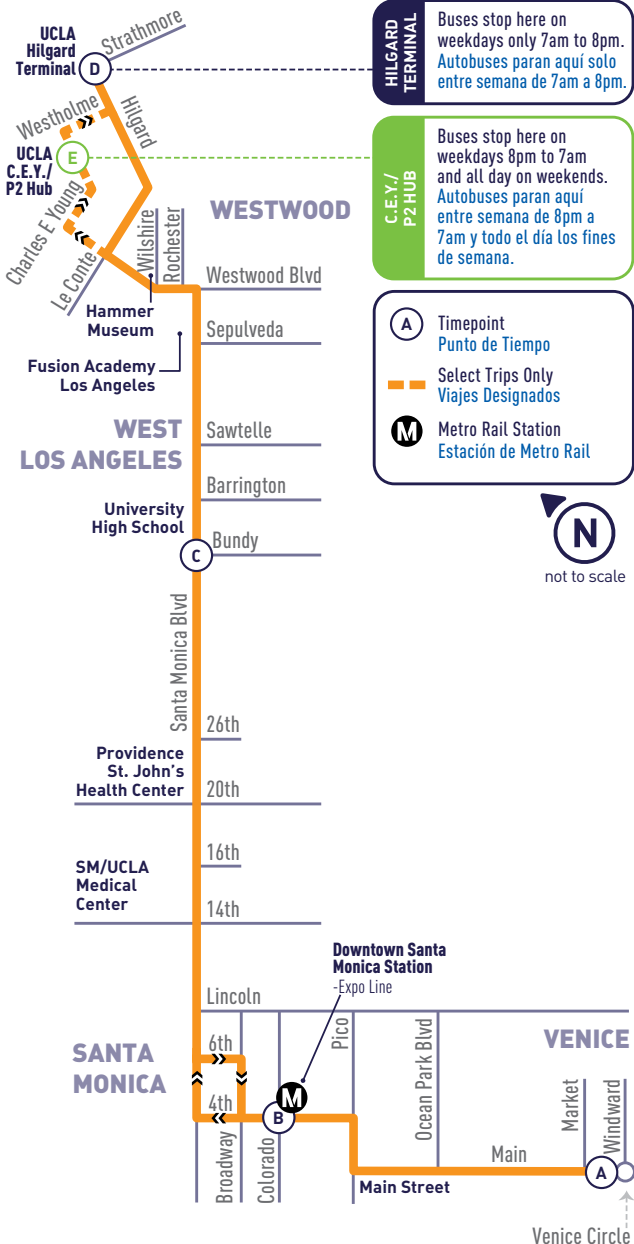 UCLA
Hilgard
Terminal
D
Strathmore
HILGARD
TERMINAL
Buses stop here on
weekdays only 7am to 8pm.
Autobuses paran aquí solo
entre semana de 7am a 8pm.
Westholme
Hilgard
UCLA
C.E.Y./
P2 Hub
E
Charles E Young
Le Conte
C.E.Y./
P2 HUB
Buses stop here on
weekdays 8pm to 7am
and all day on weekends.
Autobuses paran aquí
entre semana de 8pm a
7am y todo el día los fines
de semana.
WESTWOOD
Wilshire
Rochester
Westwood Blvd
Hammer
Museum
Sepulveda
Fusion Academy
Los Angeles
A
Timepoint
Punto de Tiempo
Select Trips Only
Viajes Designados
M
Metro Rail Station
Estación de Metro Rail
N
not to scale
WEST
LOS ANGELES
Sawtelle
Barrington
University
High School
C
Bundy
Santa Monica Blvd
26th
Providence
St. John's
Health Center
20th
16th
SM/UCLA
Medical
Center
14th
Downtown Santa
Monica Station
-Expo Line
Lincoln
SANTA
MONICA
6th
4th
Broadway
Colorado
M
B
Pico
Ocean Park Blvd
VENICE
Market
Windward
Main
A
Main Street
Venice Circle